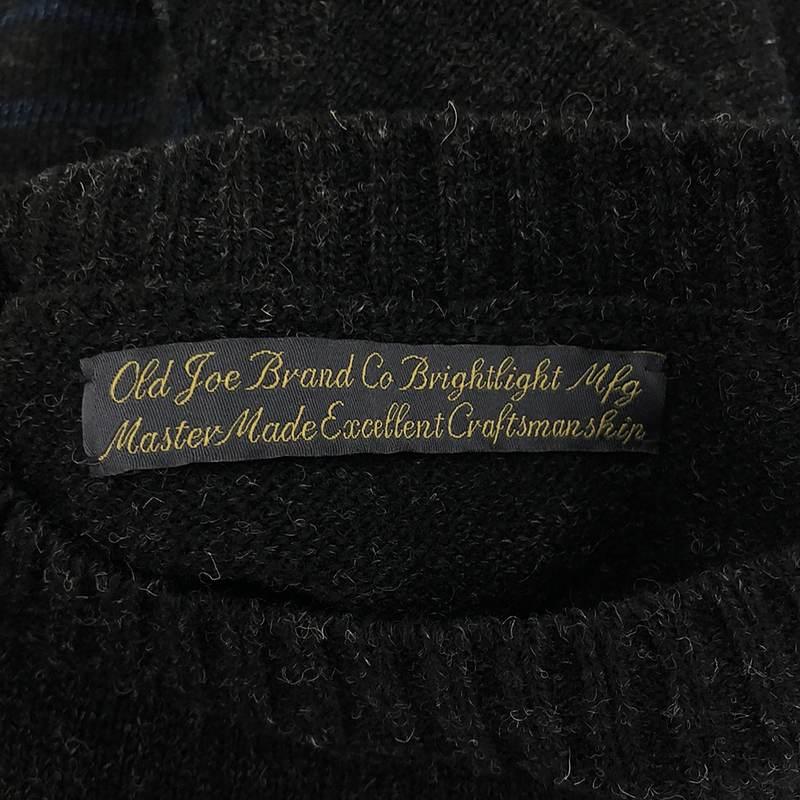 Old Joe Brand Co Brightlight Mfg
Master Made Excellent Craftsmanship